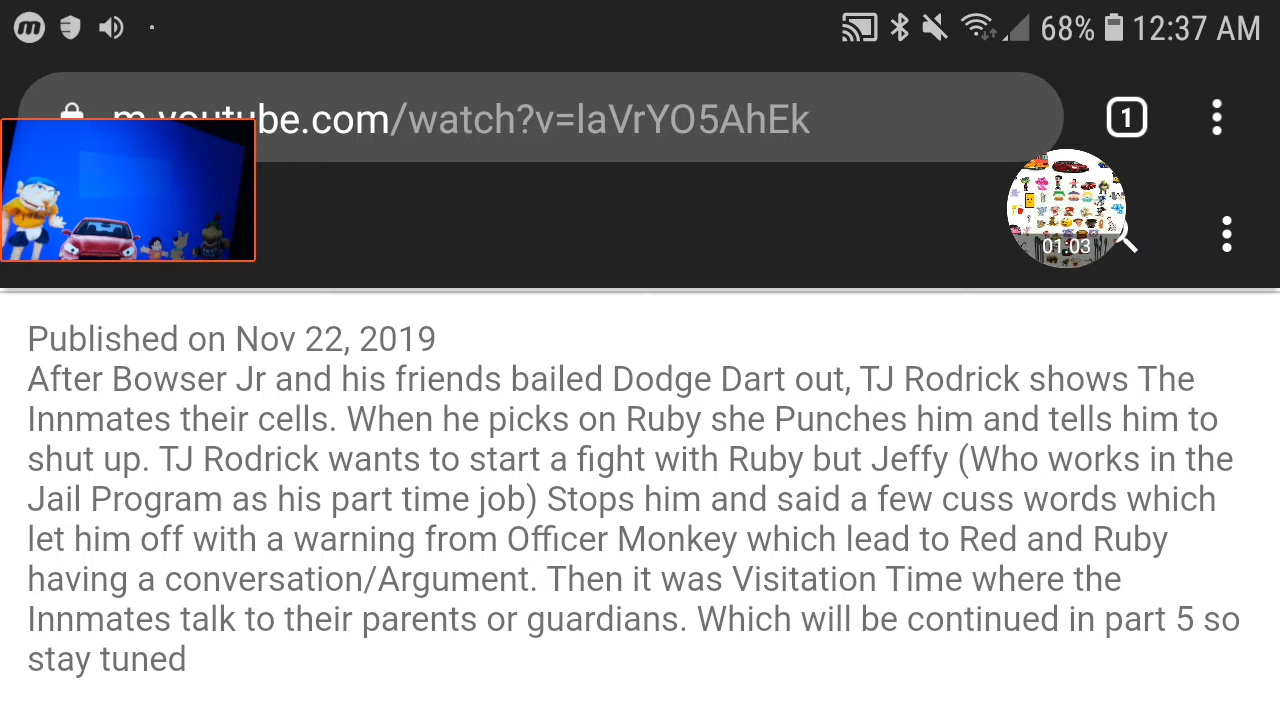 68% 12:37 AM
m.youtube.com/watch?v=laVrYO5AhEk
1
01:03
Published on Nov 22, 2019
After Bowser Jr and his friends bailed Dodge Dart out, TJ Rodrick shows The
Innmates their cells. When he picks on Ruby she Punches him and tells him to
shut up. TJ Rodrick wants to start a fight with Ruby but Jeffy (Who works in the
Jail Program as his part time job) Stops him and said a few cuss words which
let him off with a warning from Officer Monkey which lead to Red and Ruby
having a conversation/Argument. Then it was Visitation Time where the
Innmates talk to their parents or guardians. Which will be continued in part 5 so
stay tuned